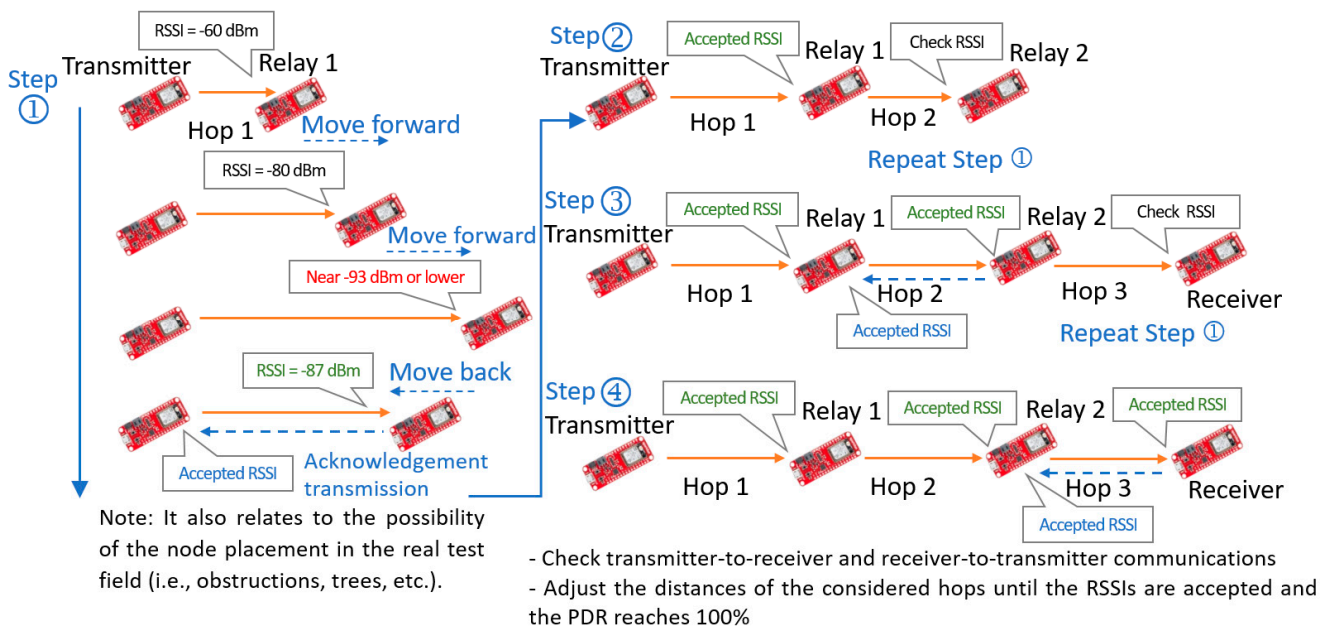 Step
①
Transmitter
RSSI = -60 dBm
Relay 1
Hop 1
Move forward
RSSI = -80 dBm
Move forward
Near -93 dBm or lower
RSSI = -87 dBm
Move back
Accepted RSSI
Acknowledgement
transmission
Note: It also relates to the possibility
of the node placement in the real test
field (i.e., obstructions, trees, etc.).
Step ②
Transmitter
Accepted RSSI
Relay 1
Check RSSI
Relay 2
Hop 1
Hop 2
Repeat Step ①
Step ③
Transmitter
Accepted RSSI
Relay 1
Accepted RSSI
Relay 2
Check RSSI
Hop 1
Hop 2
Hop 3
Receiver
Accepted RSSI
Repeat Step ①
Step ④
Transmitter
Accepted RSSI
Relay 1
Accepted RSSI
Relay 2
Accepted RSSI
Hop 1
Hop 2
Hop 3
Receiver
Accepted RSSI
- Check transmitter-to-receiver and receiver-to-transmitter communications
- Adjust the distances of the considered hops until the RSSIs are accepted and
the PDR reaches 100%